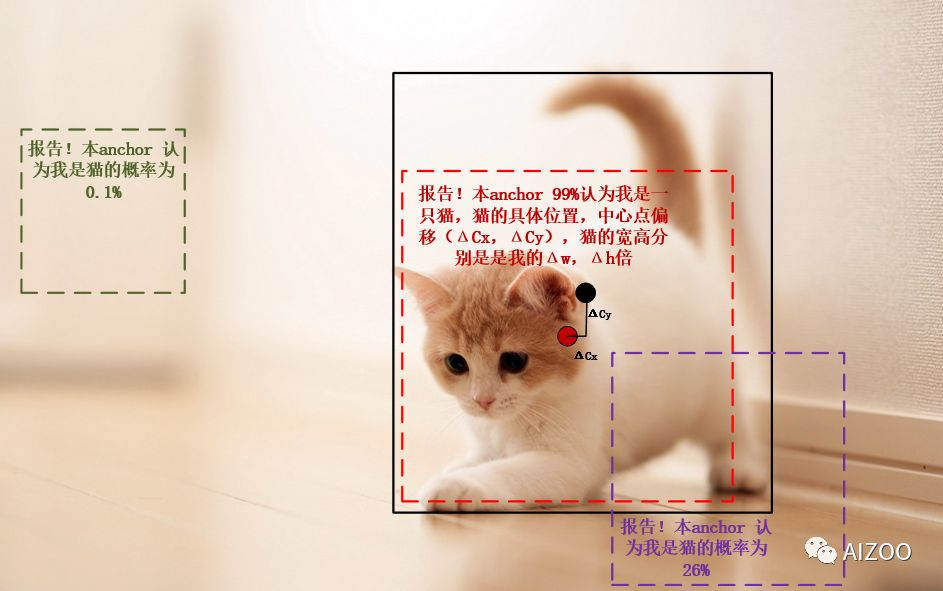 报告！本anchor 认
为我是猫的概率为
0.1%
报告！本anchor 99%认为我是一
只猫，猫的具体位置，中心点偏
移（ΔCx，ΔCy），猫的宽高分
别是是我的Δw，Δh倍
ΔCy
ΔCx
报告！本anchor 认
为我是猫的概率为
26%
AIZOO